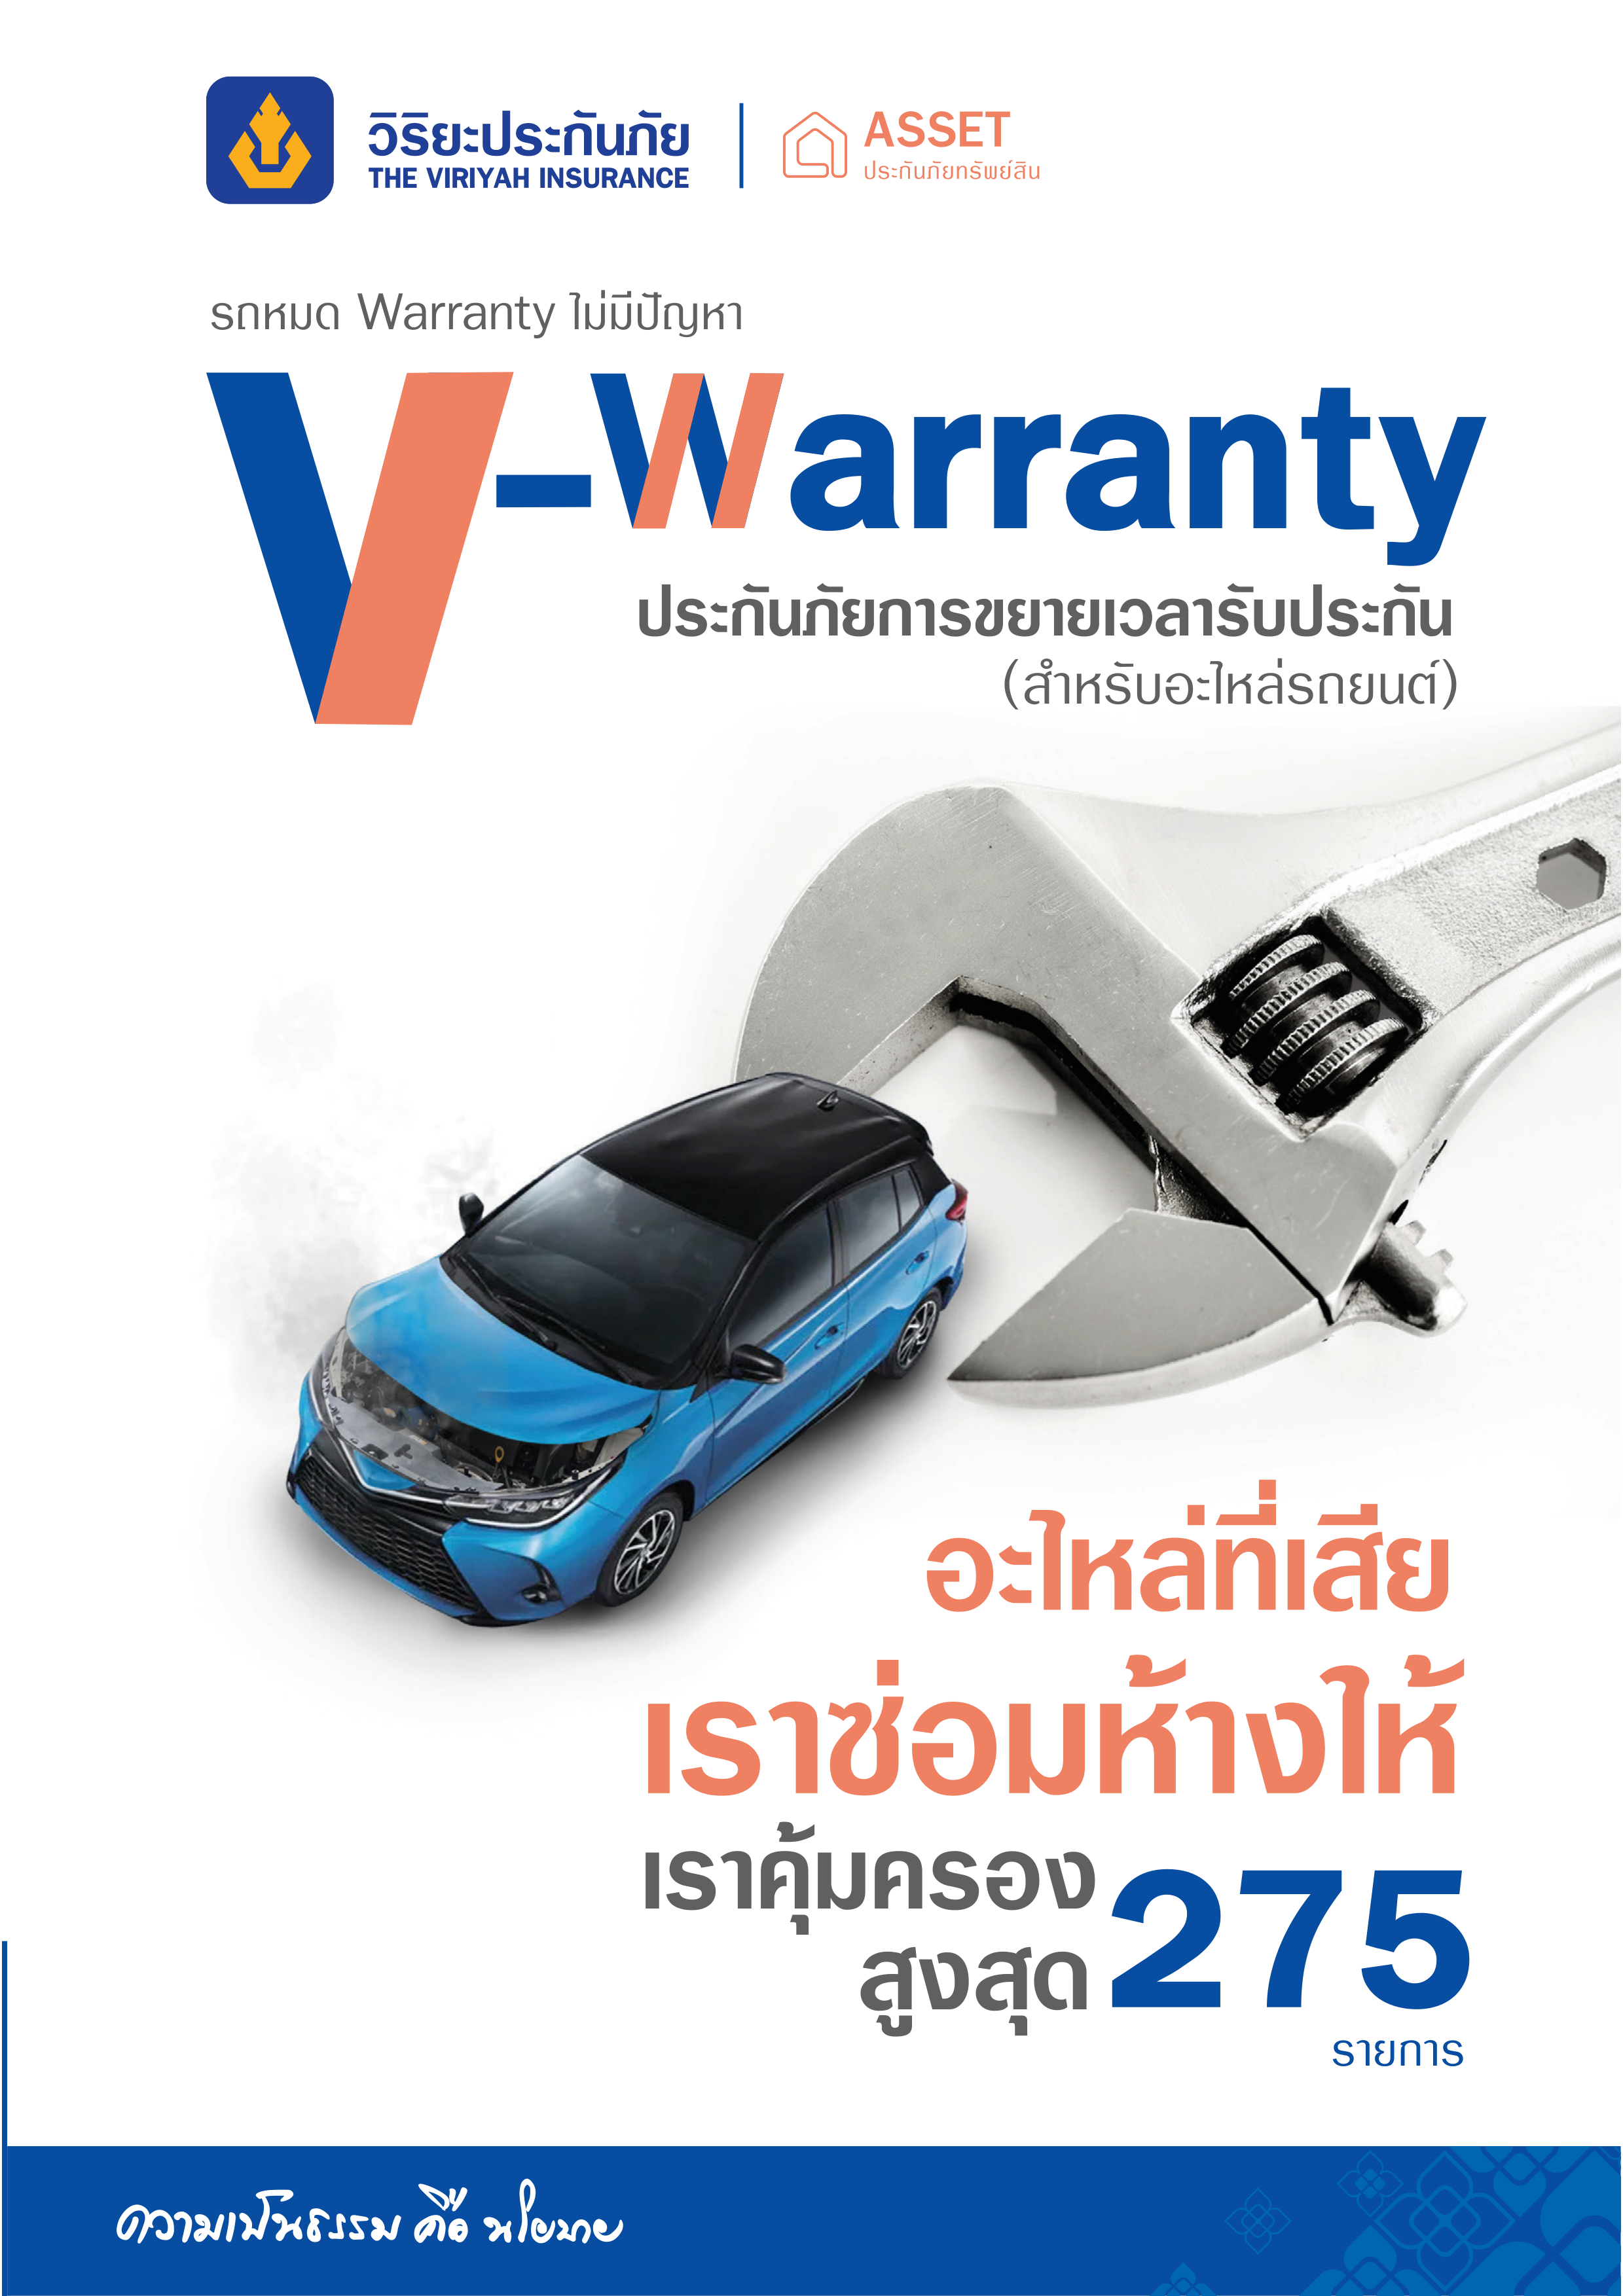 วิริยะประกันภัย
THE VIRIYAH INSURANCE
ASSET
ประกันภัยทรัพย์สิน
รถหมด Warranty ไม่มีปัญหา
V-Warranty
ประกันภัยการขยายเวลารับประกัน
(สำหรับอะไหล่รถยนต์)
อะไหล่ที่เสีย
เราซ่อมห้างให้
เราคุ้มครอง
สูงสุด 275
รายการ
ความเป็นธรรม คือ นโยบาย